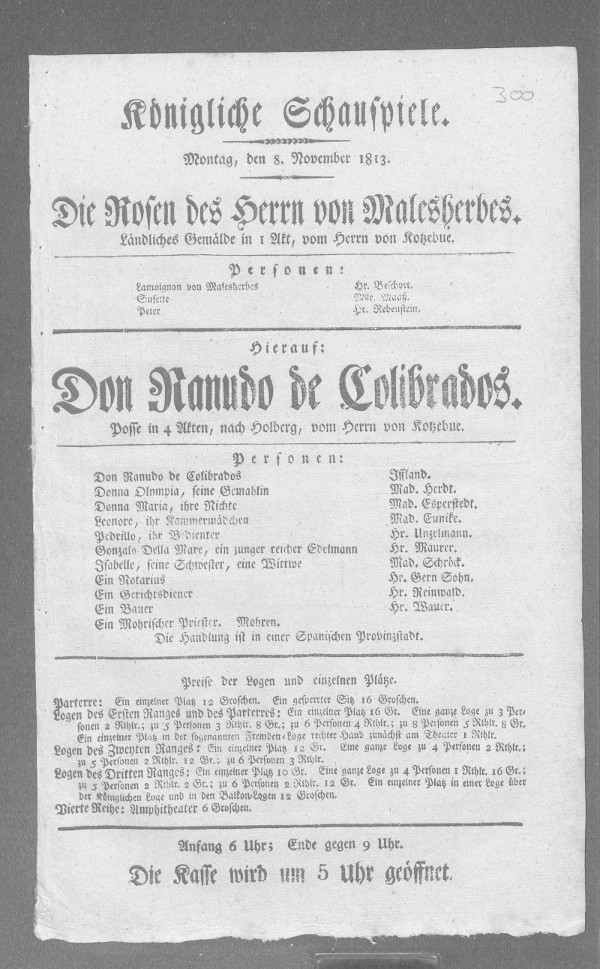 300
Königliche Schauspiele.
Montag, den 8. November 1813.
Die Rosen des Herrn von Malesherbes.
Ländliches Gemälde in 1 Akt, vom Herrn von Kotzebue.
Personen:
Lamoignon von Malesherbes Hr. Beschort.
Susette Mlle. Maaß.
Peter Hr. Rebenstein.
Hierauf:
Don Ranudo de Colibrados.
Posse in 4 Akten, nach Holberg, vom Herrn von Kotzebue.
Personen:
Don Ranudo de Colibrados Iffland.
Donna Olympia, seine Gemahlin Mad. Herdt.
Donna Maria, ihre Nichte Mad. Esperstedt.
Leonore, ihr Kammermädchen Mad. Eunike.
Pedrillo, ihr Bedienter Hr. Unzelmann.
Gonzalo Della Mare, ein junger reicher Edelmann Hr. Maurer.
Isabelle, seine Schwester, eine Wittwe Mad. Schröck.
Ein Notarius Hr. Gern Sohn.
Ein Gerichtsdiener Hr. Reinwald.
Ein Bauer Hr. Wauer.
Ein Mohrischer Priester. Mohren.
Die Handlung ist in einer Spanischen Provinzstadt.
Preise der Logen und einzelnen Plätze.
Parterre: Ein einzelner Platz 12 Groschen. Ein gesperrter Sitz 16 Groschen.
Logen des Ersten Ranges und des Parterres: Ein einzelner Platz 16 Gr. Eine ganze Loge zu 3 Per-
sonen 2 Rthlr.; zu 5 Personen 3 Rthlr. 8 Gr.; zu 6 Personen 4 Rthlr.; zu 8 Personen 5 Rthlr. 8 Gr.
Ein einzelner Platz in der sogenannten Fremden-Loge rechter Hand zunächst am Theater 1 Rthlr.
Logen des Zweyten Ranges: Ein einzelner Platz 12 Gr. Eine ganze Loge zu 4 Personen 2 Rthlr.;
zu 5 Personen 2 Rthlr. 12 Gr.; zu 6 Personen 3 Rthlr.
Logen des Dritten Ranges: Ein einzelner Platz 10 Gr. Eine ganze Loge zu 4 Personen 1 Rthlr. 16 Gr.;
zu 5 Personen 2 Rthlr. 2 Gr.; zu 6 Personen 2 Rthlr. 12 Gr. Ein einzelner Platz in einer Loge über
der Königlichen Loge und in den Balkon-Logen 12 Groschen.
Vierte Reihe: Amphitheater 6 Groschen.
Anfang 6 Uhr; Ende gegen 9 Uhr.
Die Kasse wird um 5 Uhr geöffnet.